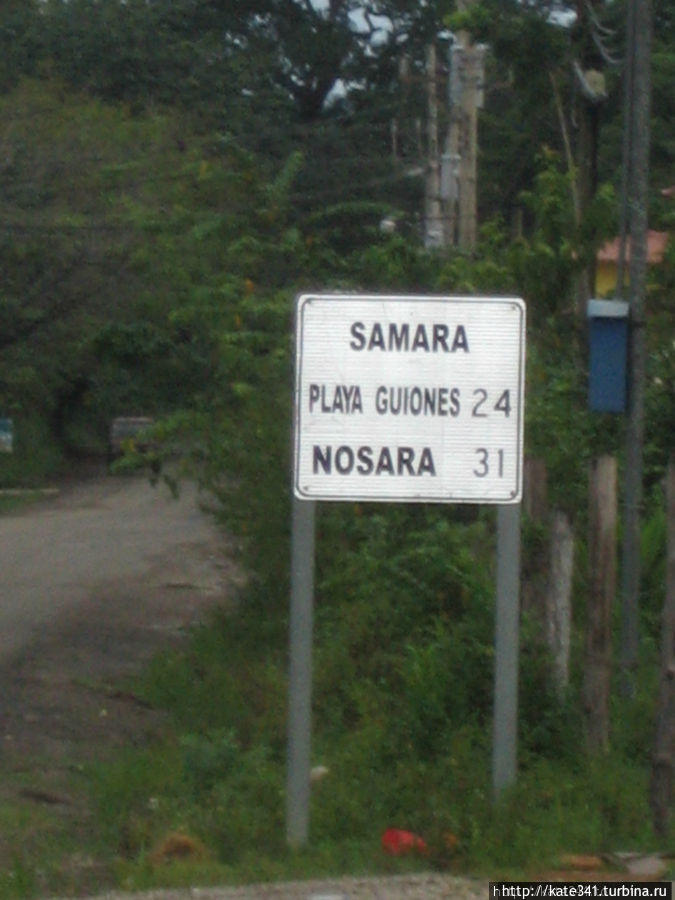 SAMARA
PLAYA GUIONES 24
NOSARA 31
http://kate341.turbina.ru